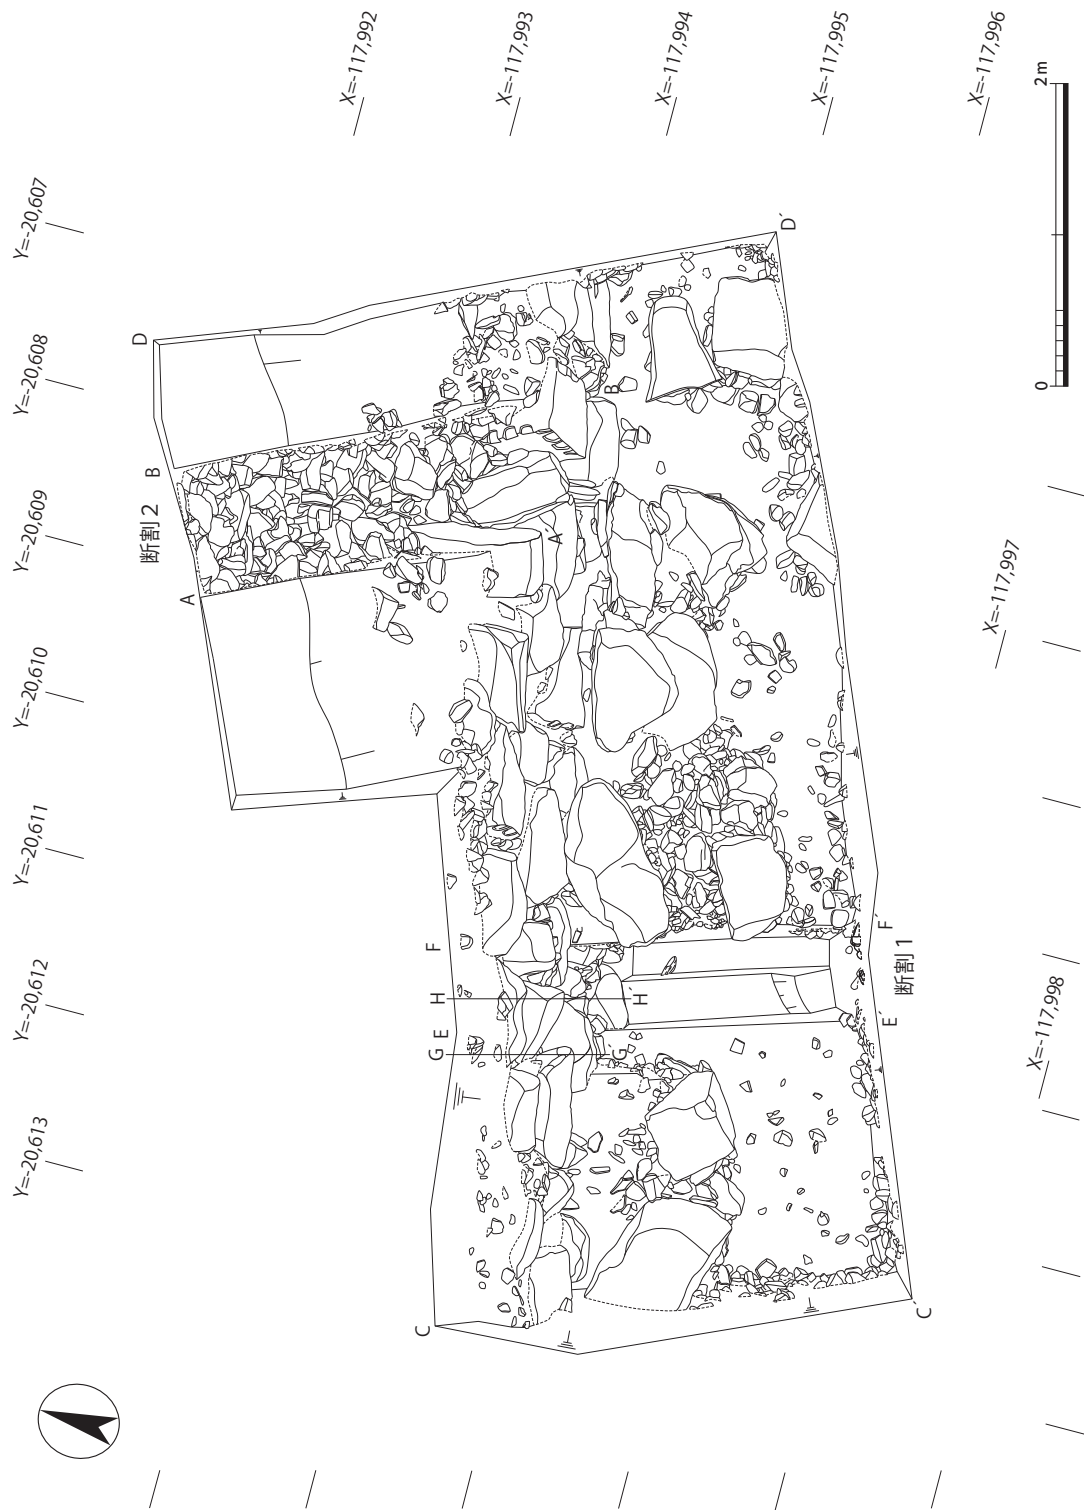 X=-117,992
X=-117,993
X=-117,994
X=-117,995
X=-117,996
2m
0
Y=-20,607
Y=-20,608
Y=-20,609
Y=-20,610
Y=-20,611
Y=-20,612
Y=-20,613
X=-117,997
X=-117,998
D
D´
B
B´
断割2
A
A´
F
F´
断割1
H
H´
E
E´
G
G´
C
C´